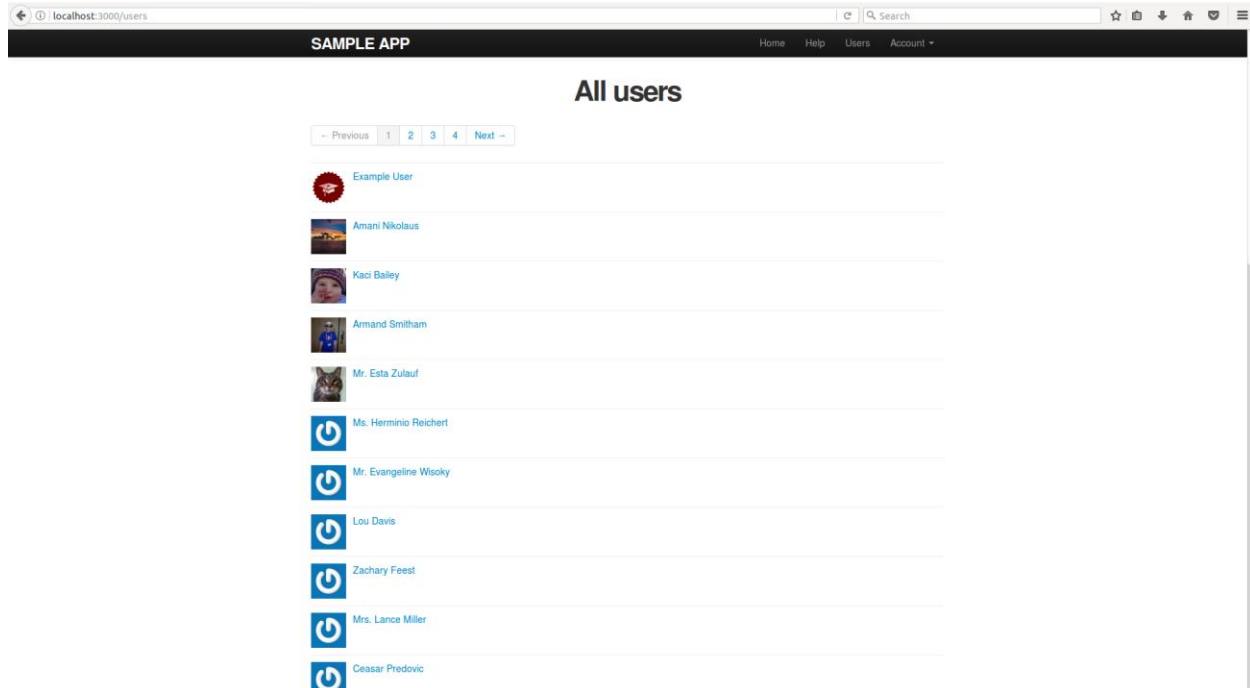 localhost:3000/users
Search
SAMPLE APP Home Help Users Account
All users
← Previous 1 2 3 4 Next →
Example User
Amani Nikolaus
Kaci Bailey
Armand Smitham
Mr. Esta Zulauf
Ms. Herminio Reichert
Mr. Evangeline Wisoky
Lou Davis
Zachary Feest
Mrs. Lance Miller
Ceasar Predovic